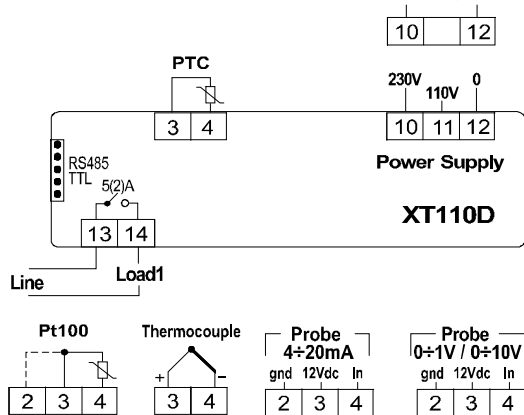 10 12
PTC
230V 110V 0
3 4
10 11 12
Power Supply
RS485
TTL
5(2)A
XT110D
13 14
Line
Load1
Pt100
2 3 4
Thermocouple
+ −
3 4
Probe
4÷20mA
gnd 12Vdc In
2 3 4
Probe
0÷1V / 0÷10V
gnd 12Vdc In
2 3 4